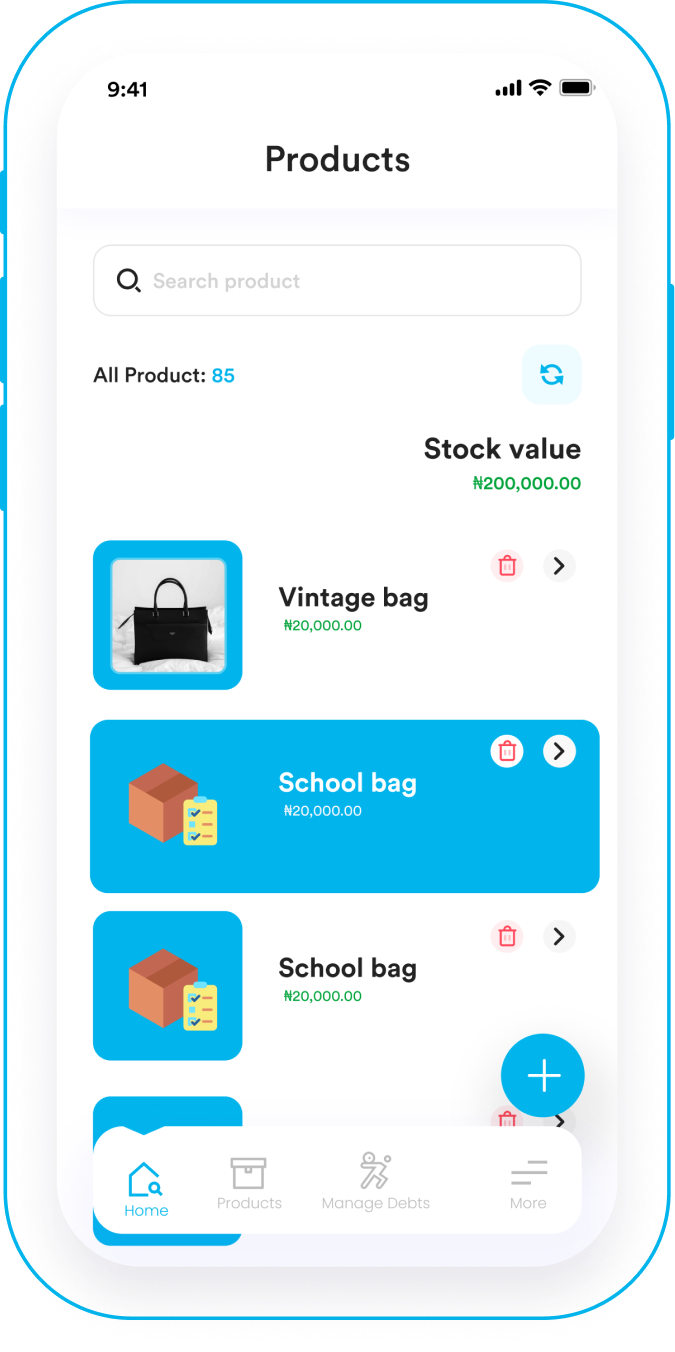 9:41
Products
Search product
All Product: 85
Stock value
₦200,000.00
Vintage bag
₦20,000.00
School bag
₦20,000.00
School bag
₦20,000.00
Home
Products
Manage Debts
More